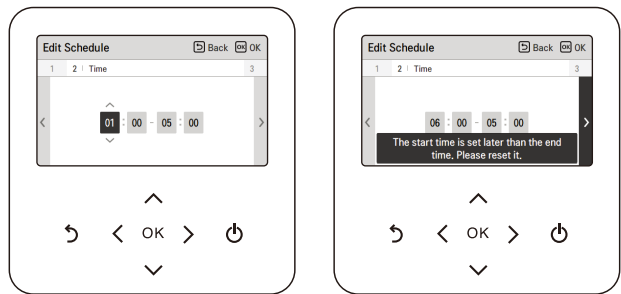 Edit Schedule Back OK OK
1 2 Time 3
01 : 00 - 05 : 00
OK
Edit Schedule Back OK OK
1 2 Time 3
06 : 00 - 05 : 00
The start time is set later than the end
time. Please reset it.
OK